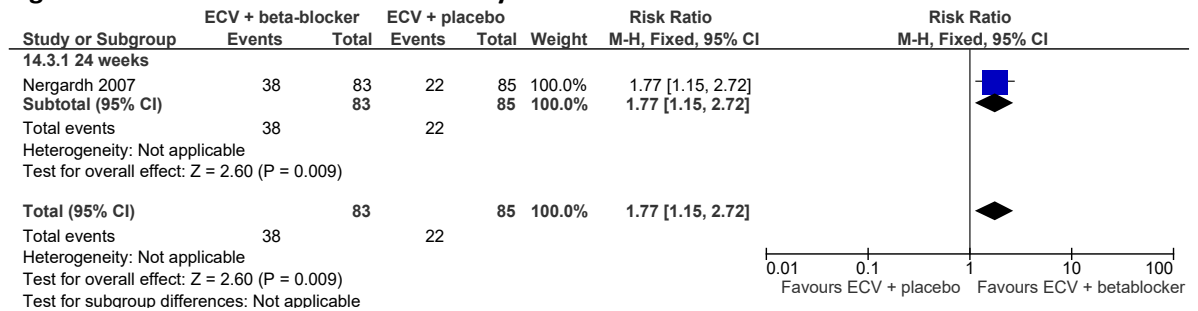 ECV + beta-blocker ECV + placebo Risk Ratio Risk Ratio
Study or Subgroup Events Total Events Total Weight M-H, Fixed, 95% CI M-H, Fixed, 95% CI
14.3.1 24 weeks
Nergardh 2007 38 83 22 85 100.0% 1.77 [1.15, 2.72]
Subtotal (95% CI) 83 85 100.0% 1.77 [1.15, 2.72]
Total events 38 22
Heterogeneity: Not applicable
Test for overall effect: Z = 2.60 (P = 0.009)
Total (95% CI) 83 85 100.0% 1.77 [1.15, 2.72]
Total events 38 22
Heterogeneity: Not applicable
Test for overall effect: Z = 2.60 (P = 0.009)
Test for subgroup differences: Not applicable
0.01 0.1 1 10 100
Favours ECV + placebo Favours ECV + betablocker